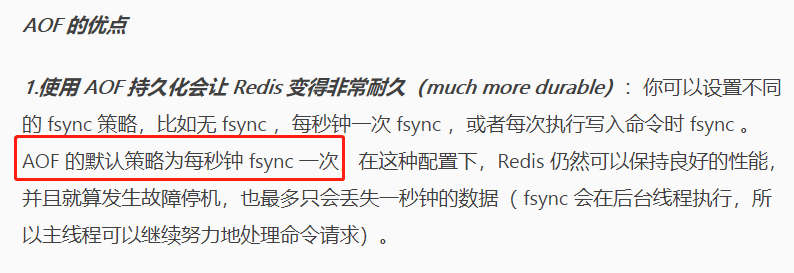 AOF 的优点
1.使用 AOF 持久化会让 Redis 变得非常耐久（much more durable）：你可以设置不同
的 fsync 策略，比如无 fsync ，每秒钟一次 fsync ，或者每次执行写入命令时 fsync 。
AOF 的默认策略为每秒钟 fsync 一次 在这种配置下，Redis 仍然可以保持良好的性能，
并且就算发生故障停机，也最多只会丢失一秒钟的数据（ fsync 会在后台线程执行，所
以主线程可以继续努力地处理命令请求）。